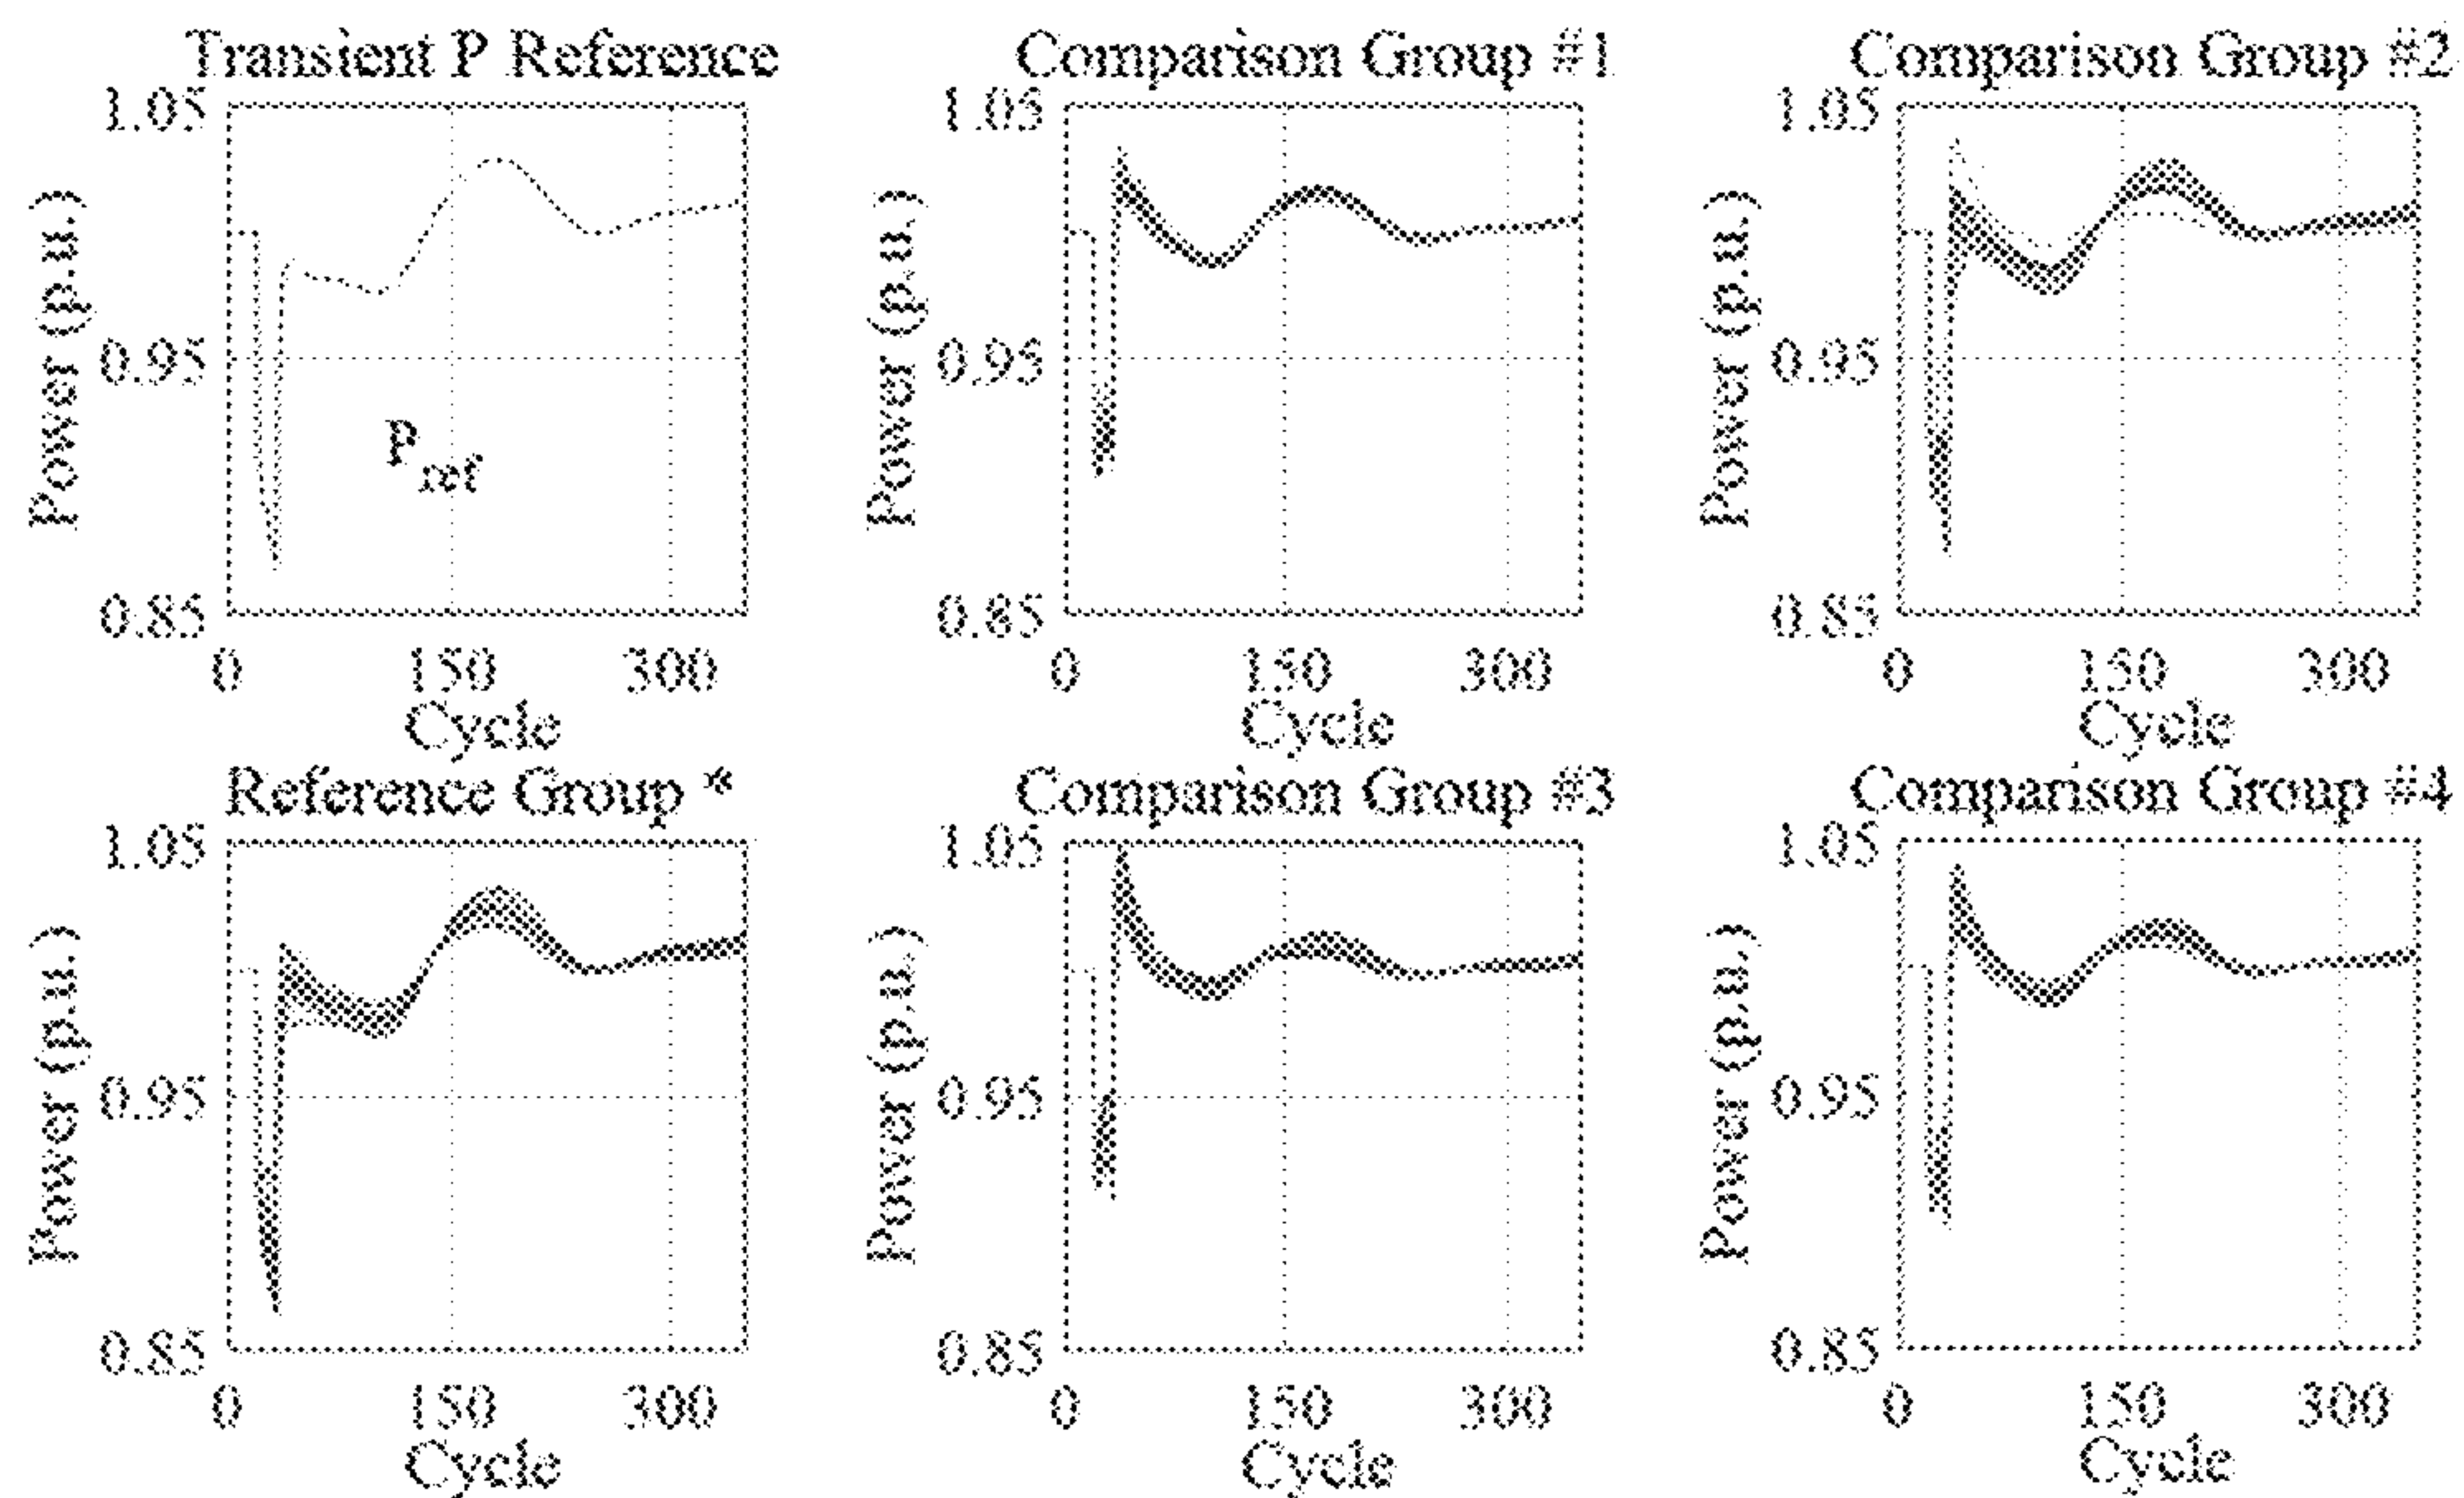 Transient P Reference
1.05
0.95
0.85
Power (p.u.)
P_ref
0 150 300
Cycle
Comparison Group #1
1.05
0.95
0.85
Power (p.u.)
0 150 300
Cycle
Comparison Group #2
1.05
0.95
0.85
Power (p.u.)
0 150 300
Cycle
Reference Group *
1.05
0.95
0.85
Power (p.u.)
0 150 300
Cycle
Comparison Group #3
1.05
0.95
0.85
Power (p.u.)
0 150 300
Cycle
Comparison Group #4
1.05
0.95
0.85
Power (p.u.)
0 150 300
Cycle